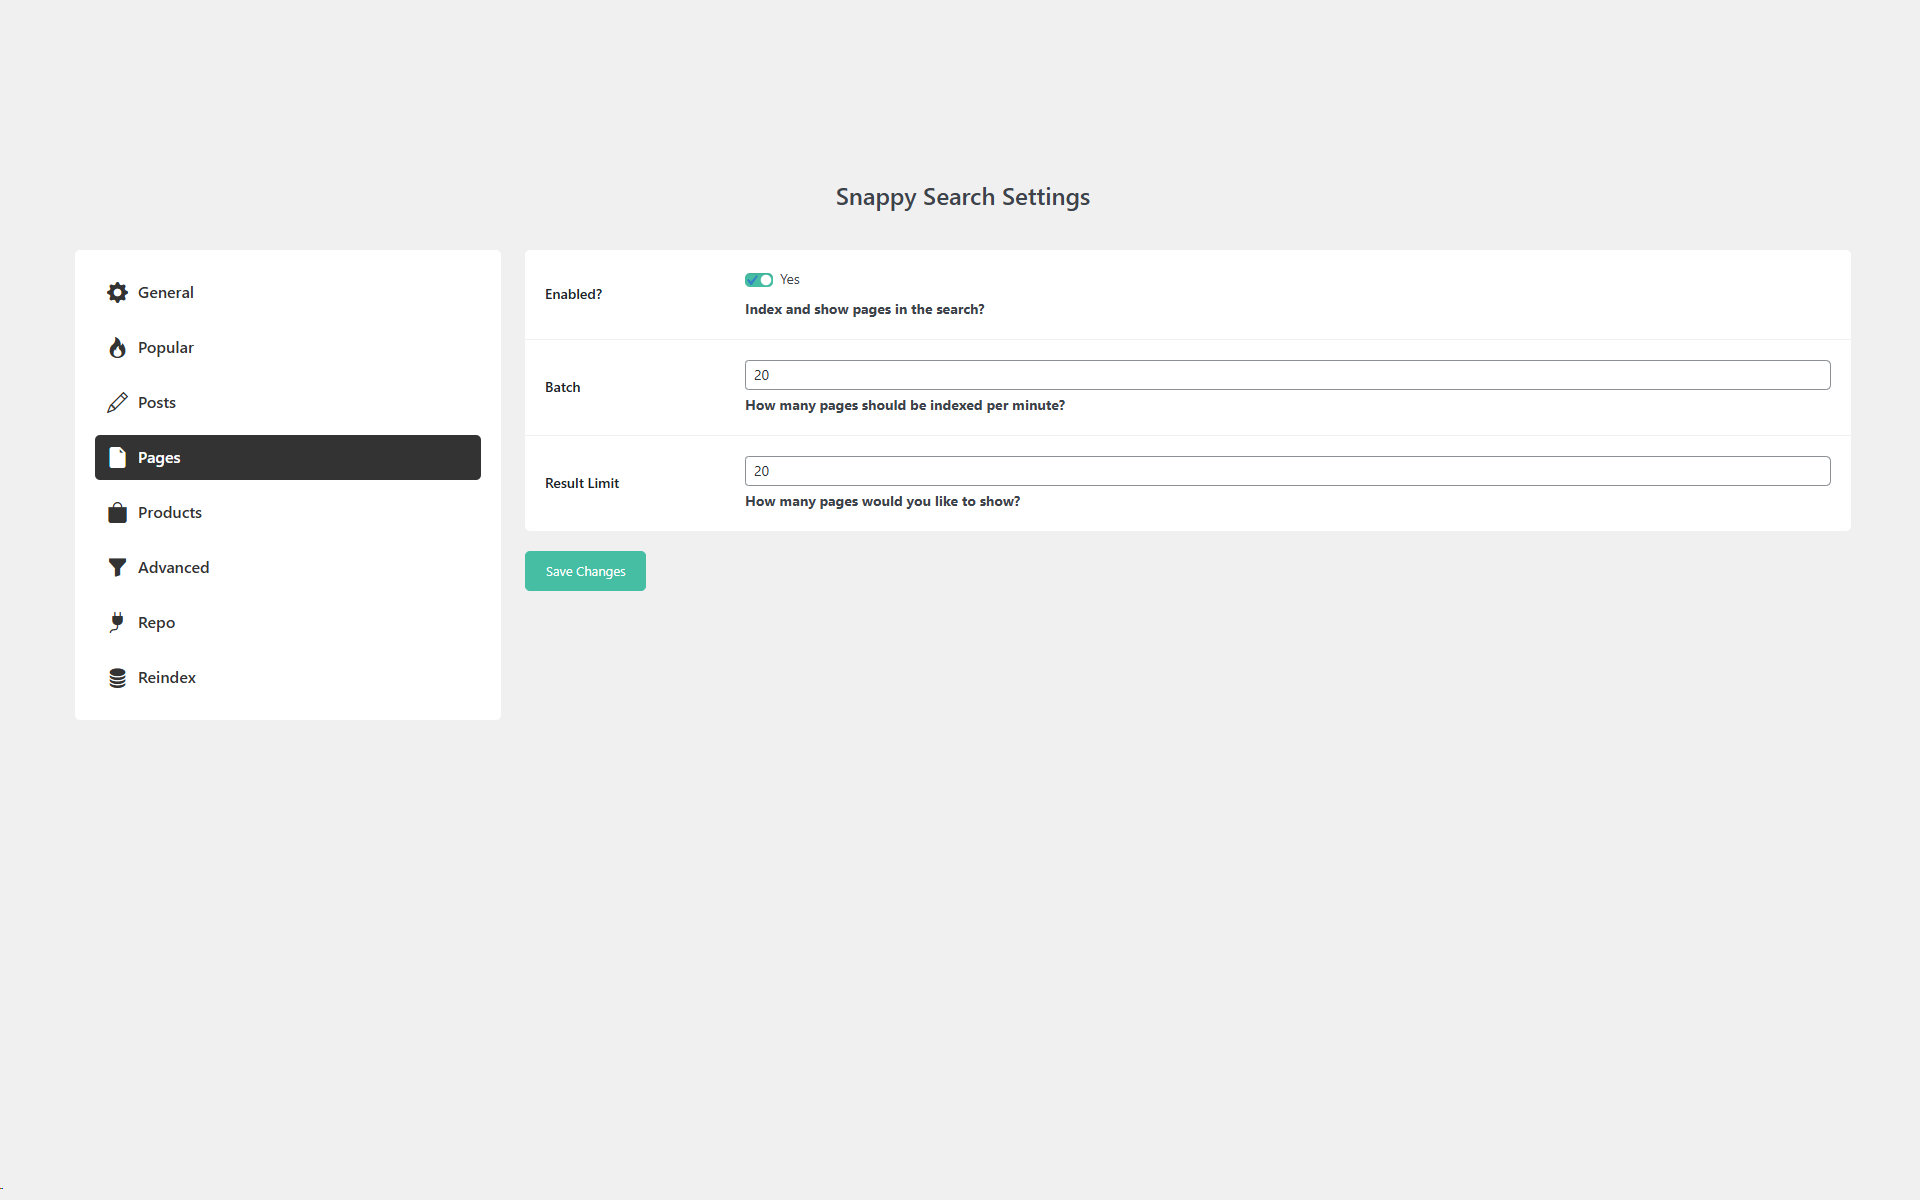 Snappy Search Settings
General
Popular
Posts
Pages
Products
Advanced
Repo
Reindex
Enabled?
Yes
Index and show pages in the search?
Batch
20
How many pages should be indexed per minute?
Result Limit
20
How many pages would you like to show?
Save Changes